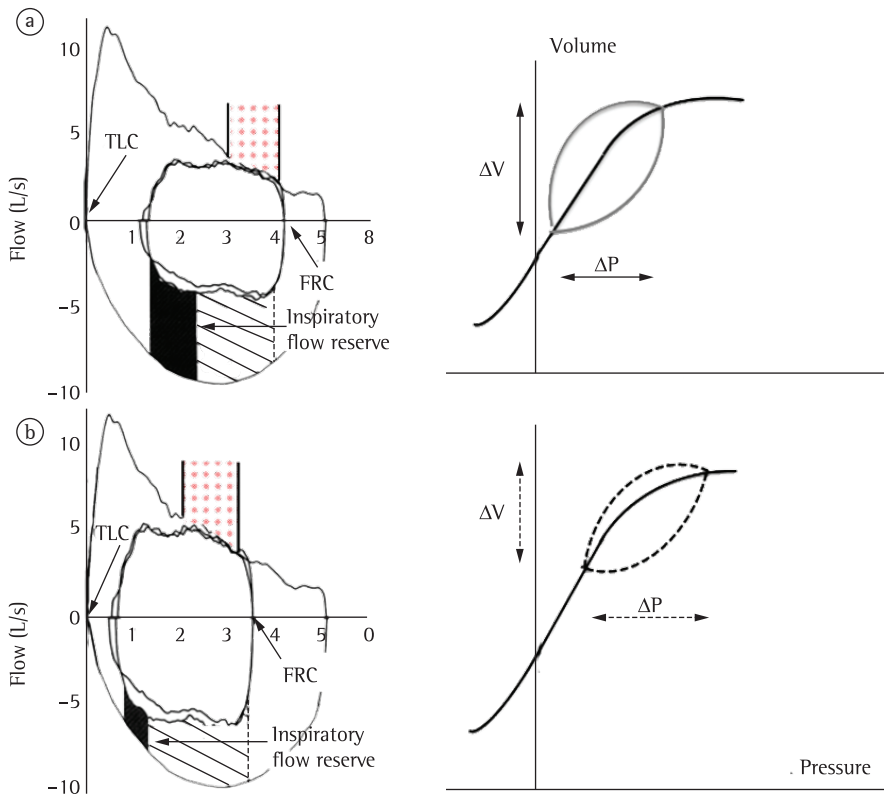 a
Flow (L/s)
10
5
0
−5
−10
TLC
1 2 3 4 5 8
FRC
Inspiratory
flow reserve
Volume
ΔV
ΔP
b
Flow (L/s)
10
5
0
−5
−10
TLC
1 2 3 4 5 0
FRC
Inspiratory
flow reserve
ΔV
ΔP
Pressure